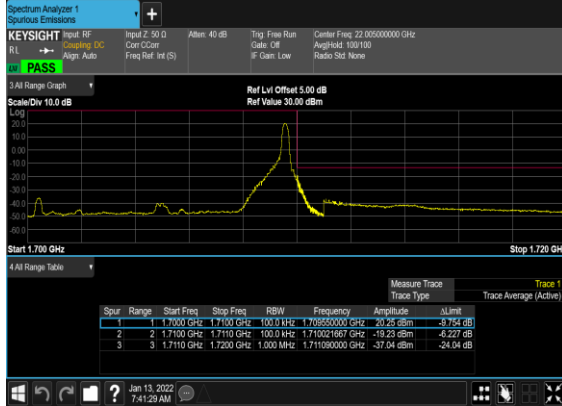 Spectrum Analyzer 1
Spurious Emissions
+
KEYSIGHT Input: RF Input Z: 50 Ω Atten: 40 dB Trig: Free Run Center Freq: 22.005000000 GHz
RL Coupling: DC Corr CCorr Gate: Off Avg|Hold: 100/100
Align: Auto Freq Ref: Int (S) IF Gain: Low Radio Std: None
PASS
3 All Range Graph
Ref Lvl Offset 5.00 dB
Scale/Div 10.0 dB Ref Value 30.00 dBm
Log
20.0
10.0
0.00
-10.0
-20.0
-30.0
-40.0
-50.0
-60.0
Start 1.700 GHz Stop 1.720 GH
4 All Range Table
Measure Trace Trace 1
Trace Type Trace Average (Active)
Spur Range Start Freq Stop Freq RBW Frequency Amplitude ΔLimit
1 1 1.7000 GHz 1.7100 GHz 100.0 kHz 1.709550000 GHz 20.25 dBm -9.754 dB
2 2 1.7100 GHz 1.7110 GHz 100.0 kHz 1.710021667 GHz -19.23 dBm -6.227 dB
3 3 1.7110 GHz 1.7200 GHz 1.000 MHz 1.711090000 GHz -37.04 dBm -24.04 dB
? Jan 13, 2022
7:41:29 AM